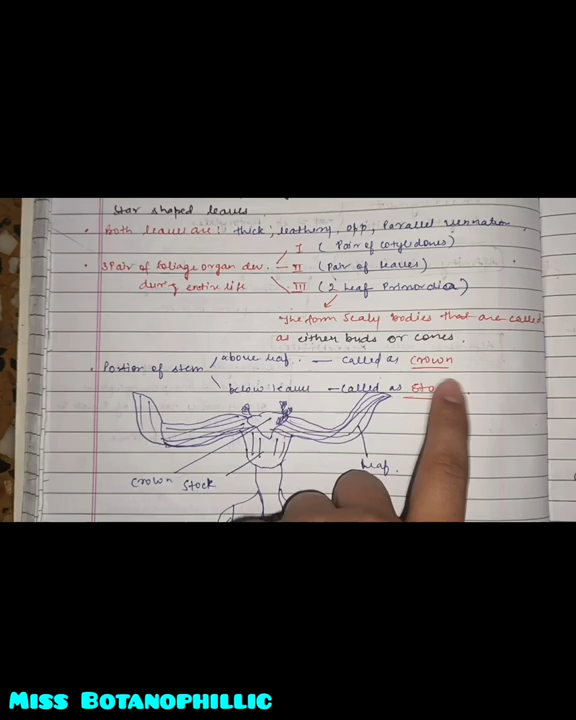 Star shaped leaves
• Both leaves are: thick, leathery, opp, Parallel vennation
I (Pair of cotyledones)
• 3 Pair of foliage organ dev. II (Pair of leaves)
during entire life III (2 Leaf Primordia)
They form scaly bodies that are called
as either buds or cones.
• Portion of stem above leaf. — called as Crown
below leaves — called as
Leaf.
Crown Stock
Miss Botanophillic